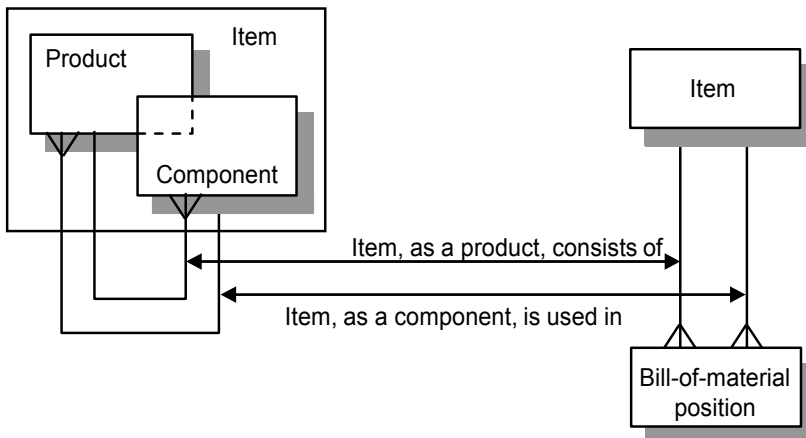 Item
Product
Component
Item
Item, as a product, consists of
Item, as a component, is used in
Bill-of-material
position